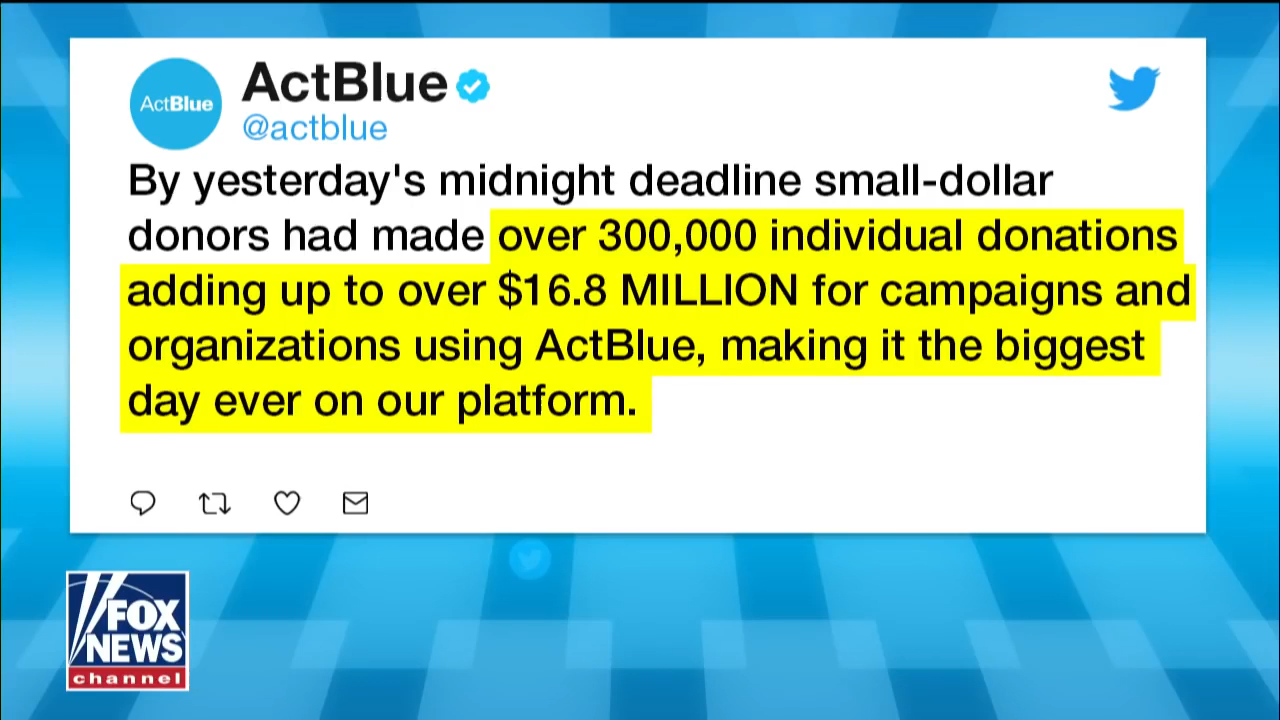 ActBlue
ActBlue
@actblue
By yesterday's midnight deadline small-dollar
donors had made over 300,000 individual donations
adding up to over $16.8 MILLION for campaigns and
organizations using ActBlue, making it the biggest
day ever on our platform.
FOX
NEWS
channel